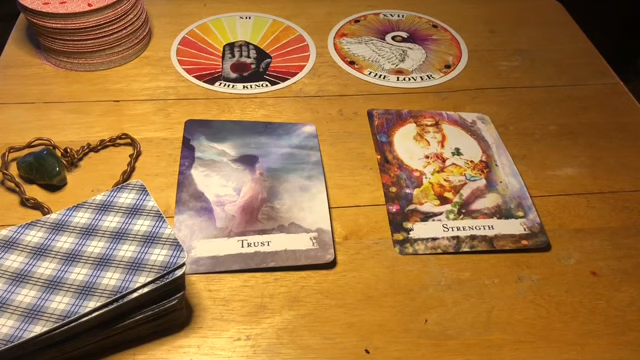 XII
THE KING
XVII
THE LOVER
TRUST
STRENGTH